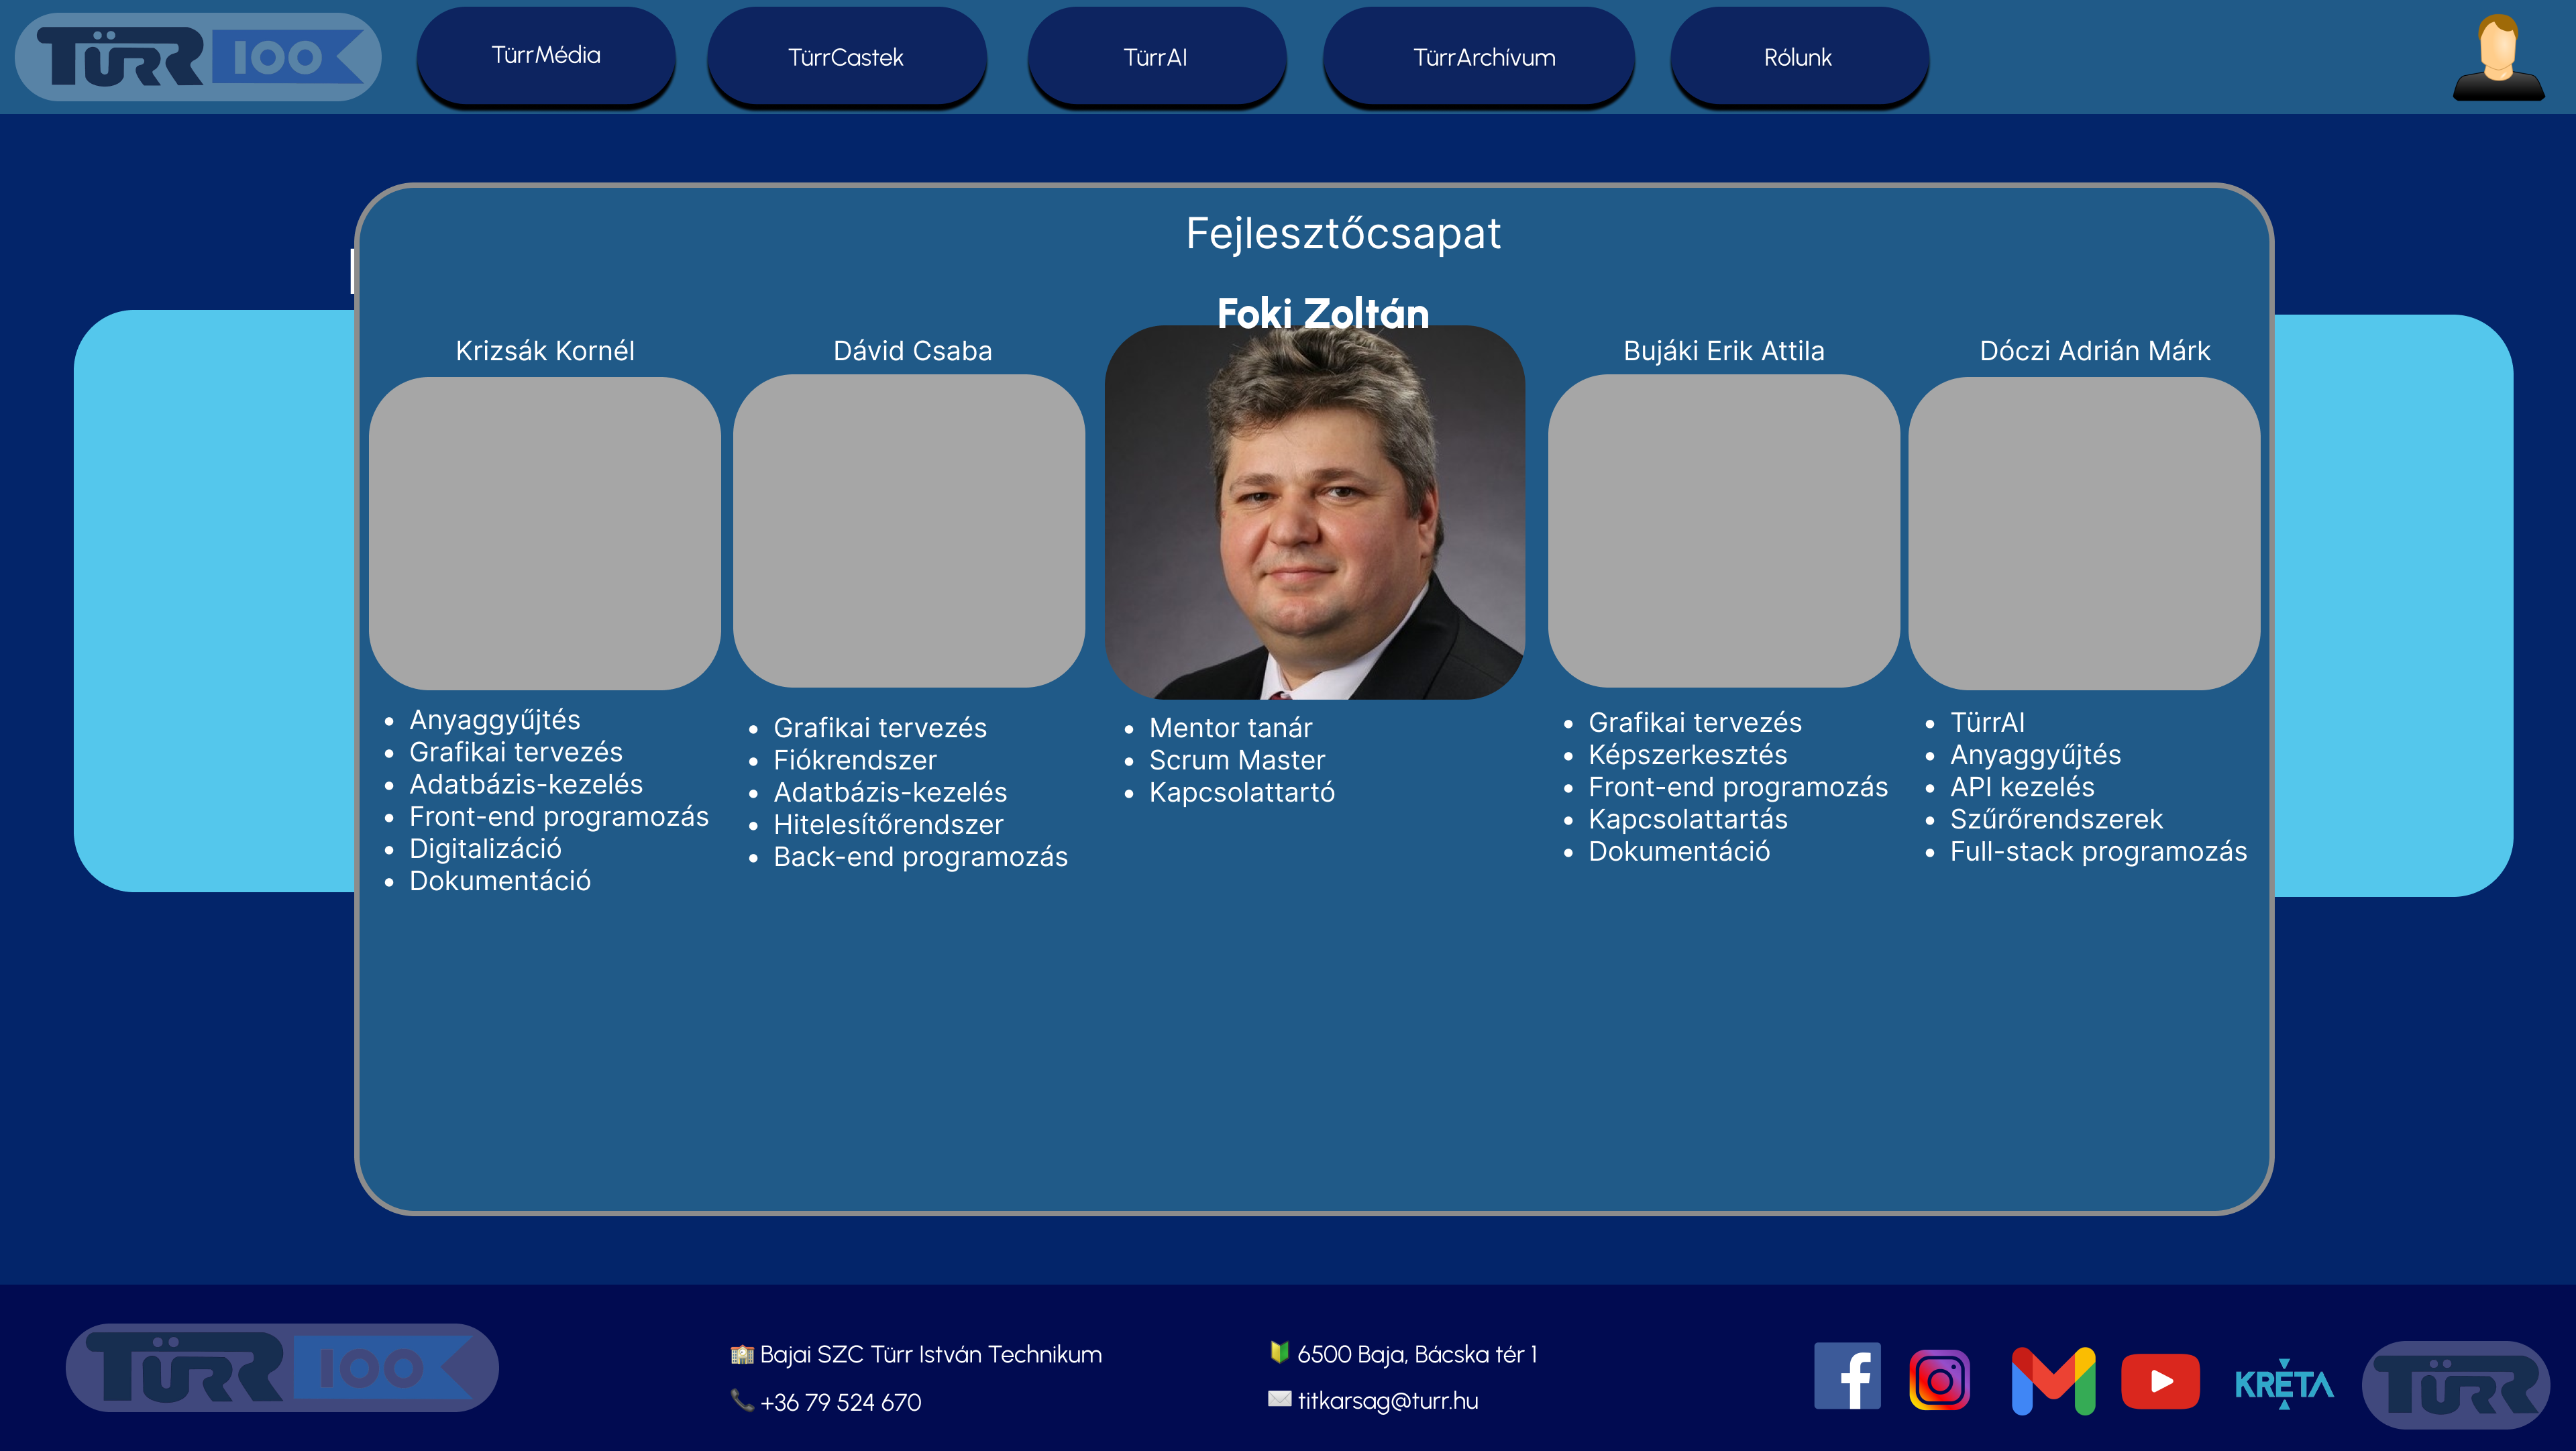 TÜRR 100
TürrMédia
TürrCastek
TürrAI
TürrArchívum
Rólunk
Fejlesztőcsapat
Krizsák Kornél
Dávid Csaba
Foki Zoltán
Bujáki Erik Attila
Dóczi Adrián Márk
Anyaggyűjtés
Grafikai tervezés
Adatbázis-kezelés
Front-end programozás
Digitalizáció
Dokumentáció
Grafikai tervezés
Fiókrendszer
Adatbázis-kezelés
Hitelesítőrendszer
Back-end programozás
Mentor tanár
Scrum Master
Kapcsolattartó
Grafikai tervezés
Képszerkesztés
Front-end programozás
Kapcsolattartás
Dokumentáció
TürrAI
Anyaggyűjtés
API kezelés
Szűrőrendszerek
Full-stack programozás
TÜRR 100
Bajai SZC Türr István Technikum
+36 79 524 670
6500 Baja, Bácska tér 1
titkarsag@turr.hu
KRÉTA
TÜRR